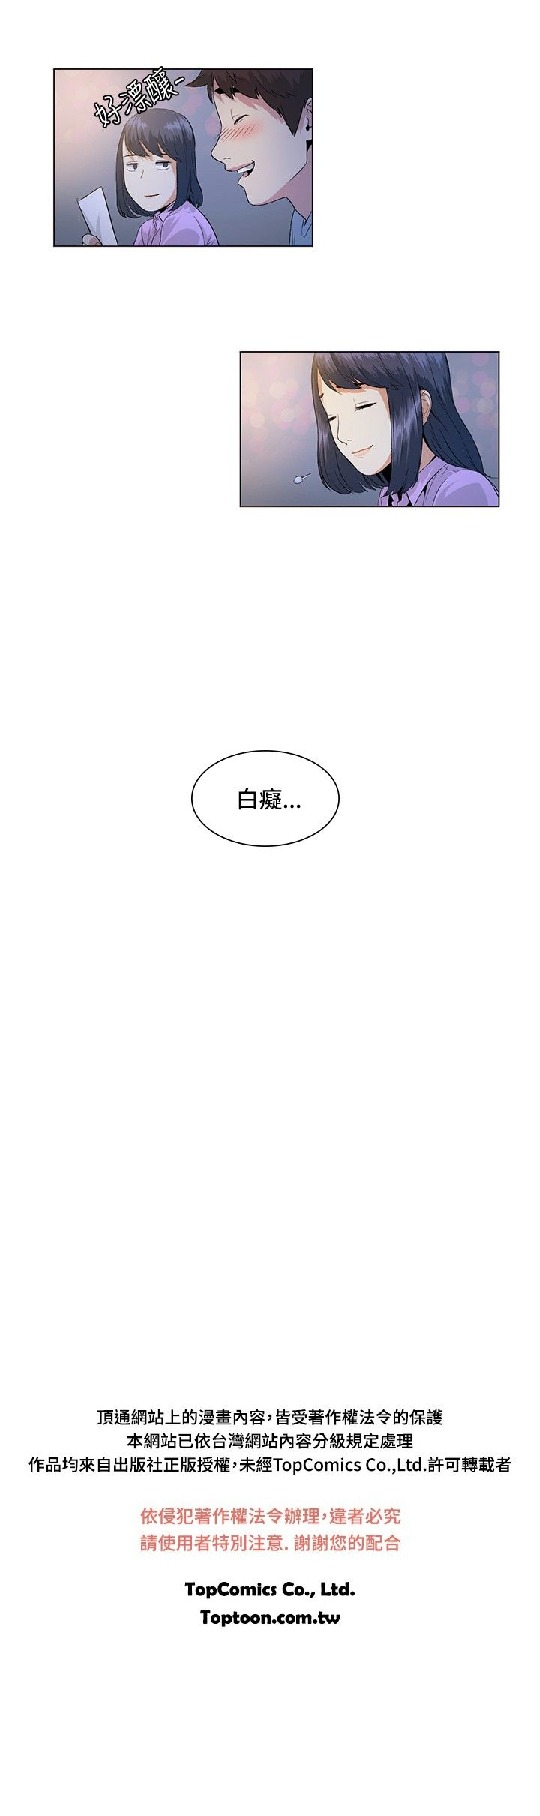 好漂釀~
白癡...
頂通網站上的漫畫內容,皆受著作權法令的保護
本網站已依台灣網站內容分級規定處理
作品均來自出版社正版授權,未經TopComics Co.,Ltd.許可轉載者
依侵犯著作權法令辦理,違者必究
請使用者特別注意. 謝謝您的配合
TopComics Co., Ltd.
Toptoon.com.tw